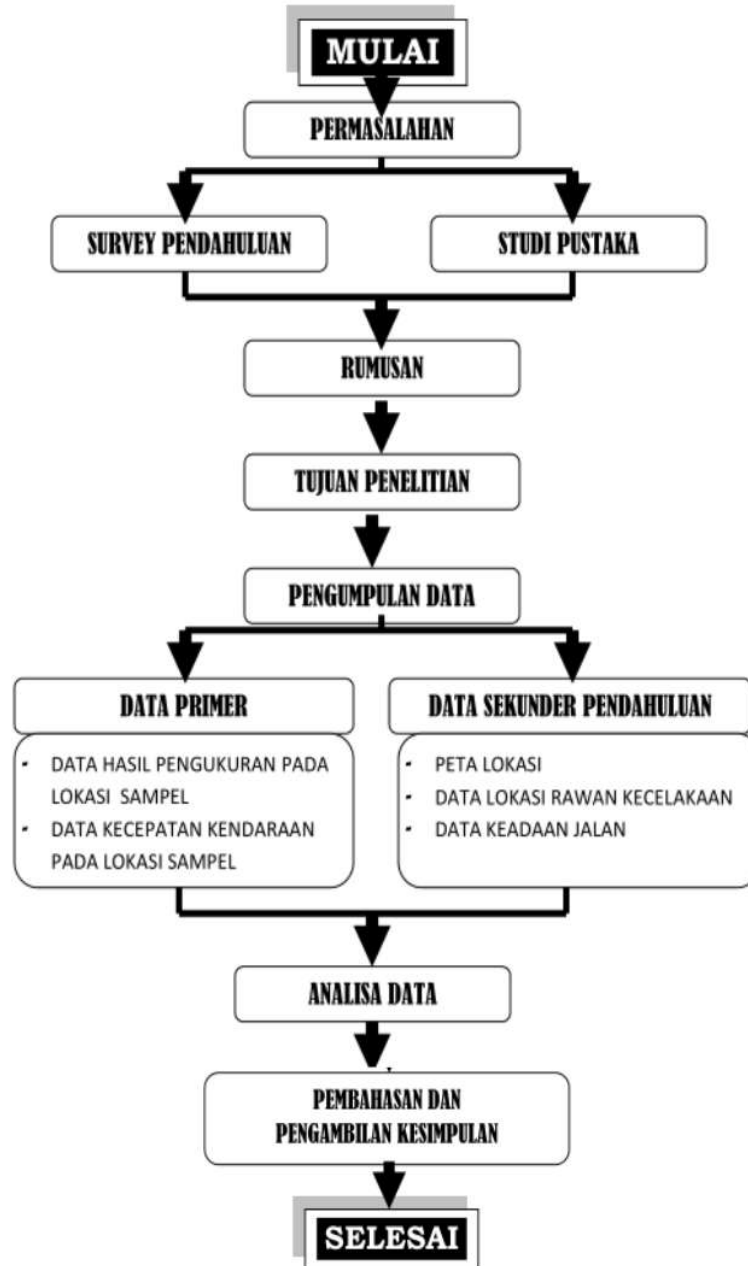 MULAI
PERMASALAHAN
SURVEY PENDAHULUAN
STUDI PUSTAKA
RUMUSAN
TUJUAN PENELITIAN
PENGUMPULAN DATA
DATA PRIMER
- DATA HASIL PENGUKURAN PADA
LOKASI SAMPEL
- DATA KECEPATAN KENDARAAN
PADA LOKASI SAMPEL
DATA SEKUNDER PENDAHULUAN
- PETA LOKASI
- DATA LOKASI RAWAN KECELAKAAN
- DATA KEADAAN JALAN
ANALISA DATA
PEMBAHASAN DAN
PENGAMBILAN KESIMPULAN
SELESAI